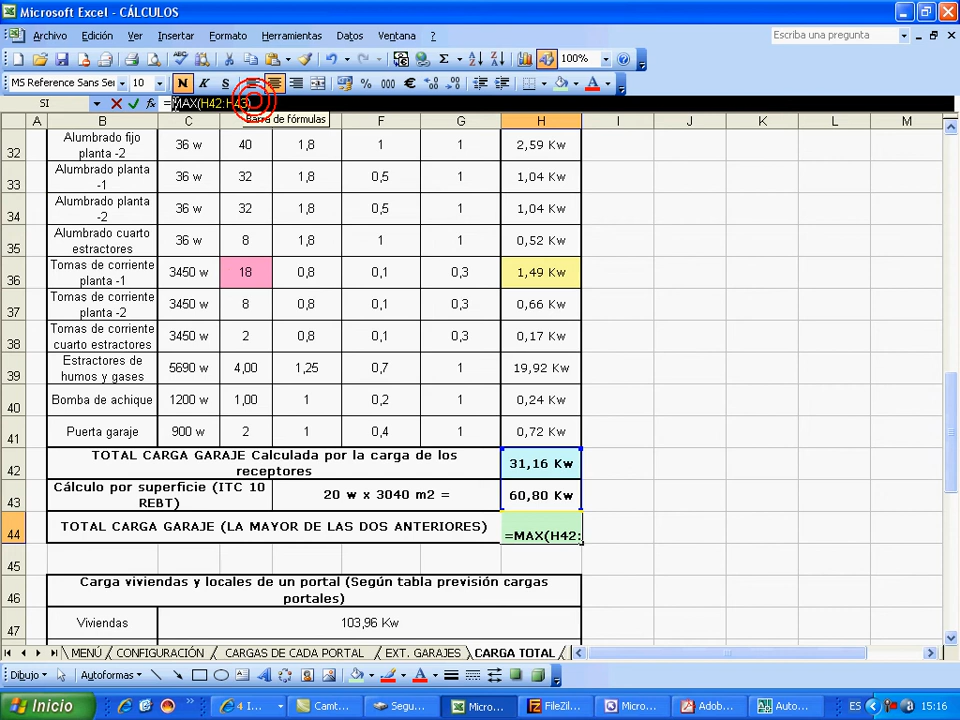 Microsoft Excel - CÁLCULOS
Archivo Edición Ver Insertar Formato Herramientas Datos Ventana ? Escriba una pregunta
100%
MS Reference Sans Ser 10 N K S % 000 €
SI =MAX(H42:H43)
Barra de fórmulas
A B C D E F G H I J K L M
32 Alumbrado fijo planta -2 36 w 40 1,8 1 1 2,59 Kw
33 Alumbrado planta -1 36 w 32 1,8 0,5 1 1,04 Kw
34 Alumbrado planta -2 36 w 32 1,8 0,5 1 1,04 Kw
35 Alumbrado cuarto estractores 36 w 8 1,8 1 1 0,52 Kw
36 Tomas de corriente planta -1 3450 w 18 0,8 0,1 0,3 1,49 Kw
37 Tomas de corriente planta -2 3450 w 8 0,8 0,1 0,3 0,66 Kw
38 Tomas de corriente cuarto estractores 3450 w 2 0,8 0,1 0,3 0,17 Kw
39 Estractores de humos y gases 5690 w 4,00 1,25 0,7 1 19,92 Kw
40 Bomba de achique 1200 w 1,00 1 0,2 1 0,24 Kw
41 Puerta garaje 900 w 2 1 0,4 1 0,72 Kw
42 TOTAL CARGA GARAJE Calculada por la carga de los receptores 31,16 Kw
43 Cálculo por superficie (ITC 10 REBT) 20 w x 3040 m2 = 60,80 Kw
44 TOTAL CARGA GARAJE (LA MAYOR DE LAS DOS ANTERIORES) =MAX(H42:
45
46 Carga viviendas y locales de un portal (Según tabla previsión cargas portales)
47 Viviendas 103,96 Kw
MENÚ CONFIGURACIÓN CARGAS DE CADA PORTAL EXT. GARAJES CARGA TOTAL
Dibujo Autoformas
Inicio 4 I... Camt... Segu... Micro... FileZil... Micro... Adob... Auto... ES 15:16